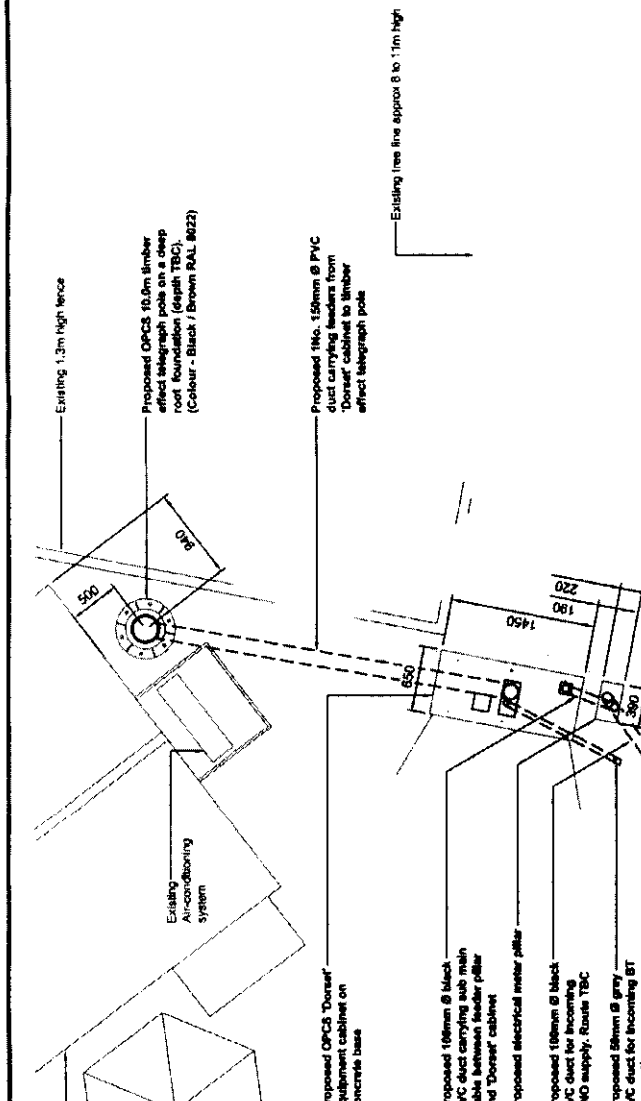 Existing 1.3m high fence
Proposed OPCS 10.0m timber
effect telegraph pole on a deep
root foundation (depth TBC).
(Colour - Black / Brown RAL 8022)
Existing tree line approx 8 to 11m high
Proposed 1No. 150mm Ø PVC
duct carrying feeders from
'Dorset' cabinet to timber
effect telegraph pole
500
940
Existing
Air-conditioning
system
650
1450
190
220
390
roposed OPCS 'Dorset'
quipment cabinet on
oncrete base
roposed 100mm Ø black
VC duct carrying sub main
able between feeder pillar
nd 'Dorset' cabinet
roposed electrical meter pillar
roposed 100mm Ø black
VC duct for incoming
NO supply. Route TBC
roposed 50mm Ø grey
VC duct for incoming BT